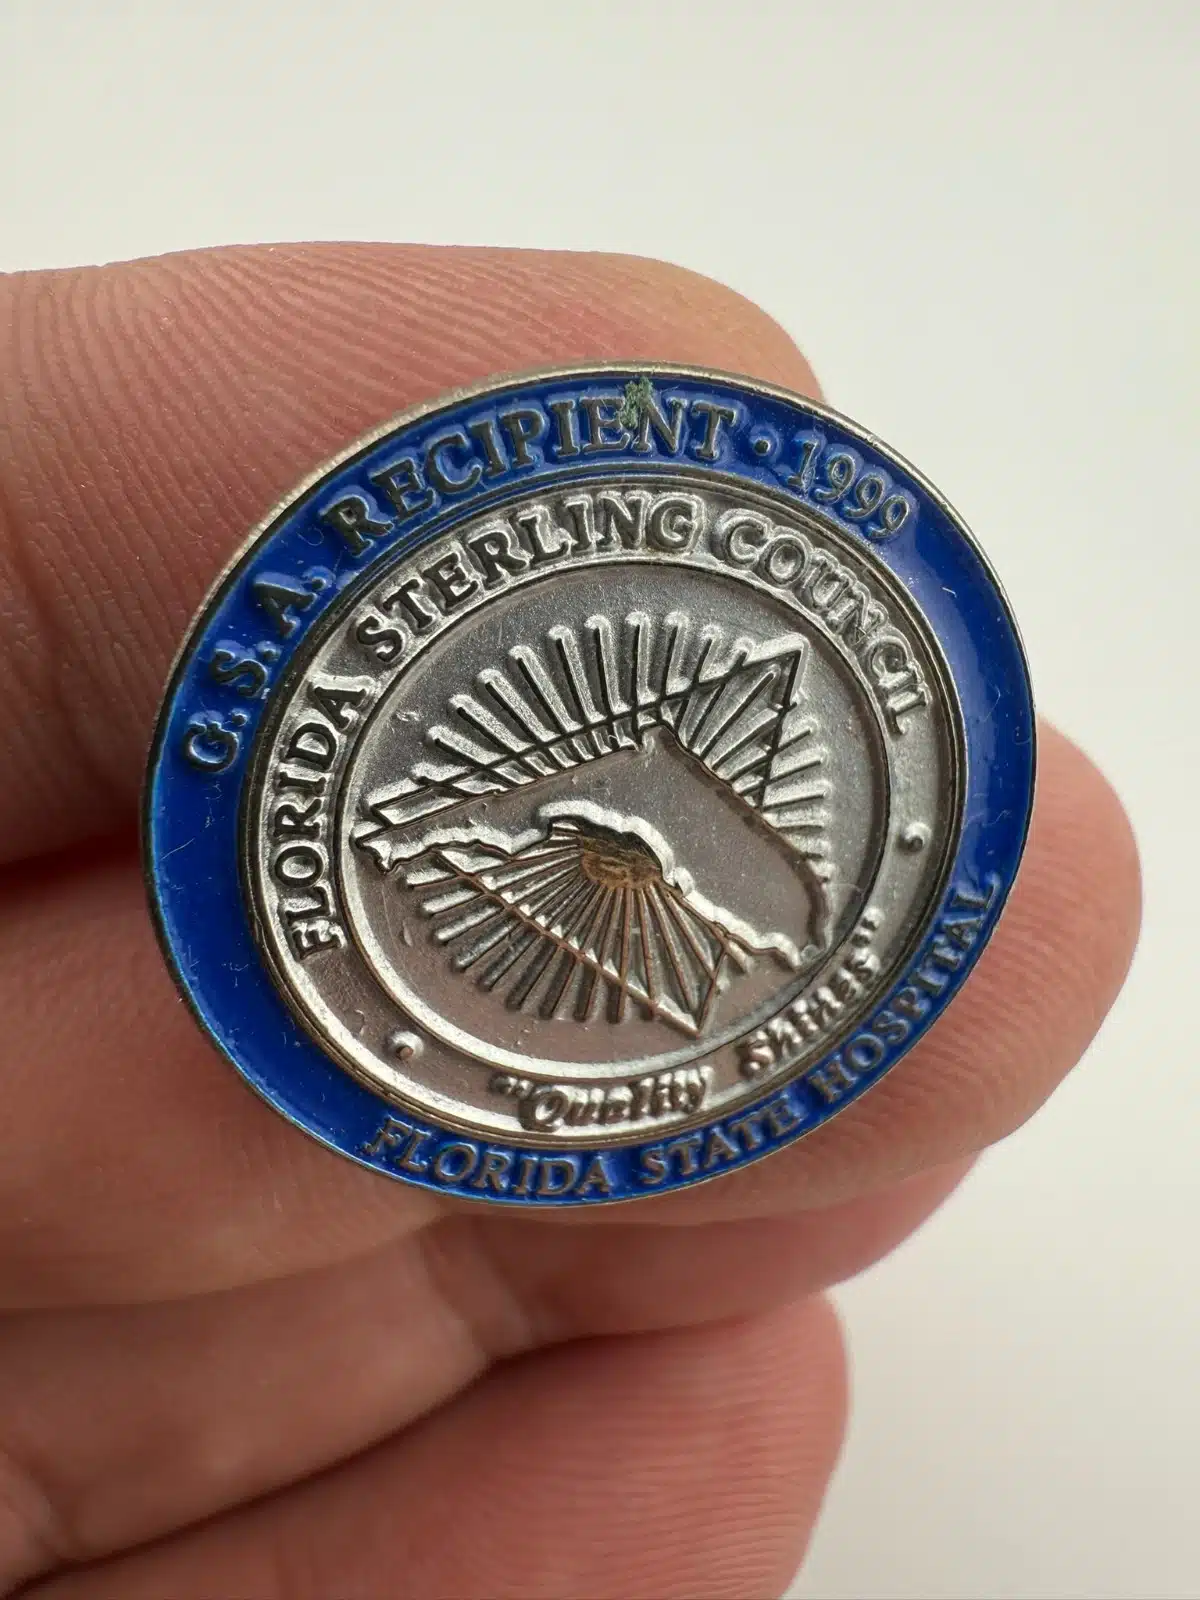 G.S.A. RECIPIENT · 1999
FLORIDA STERLING COUNCIL
"Quality Shines"
FLORIDA STATE HOSPITAL